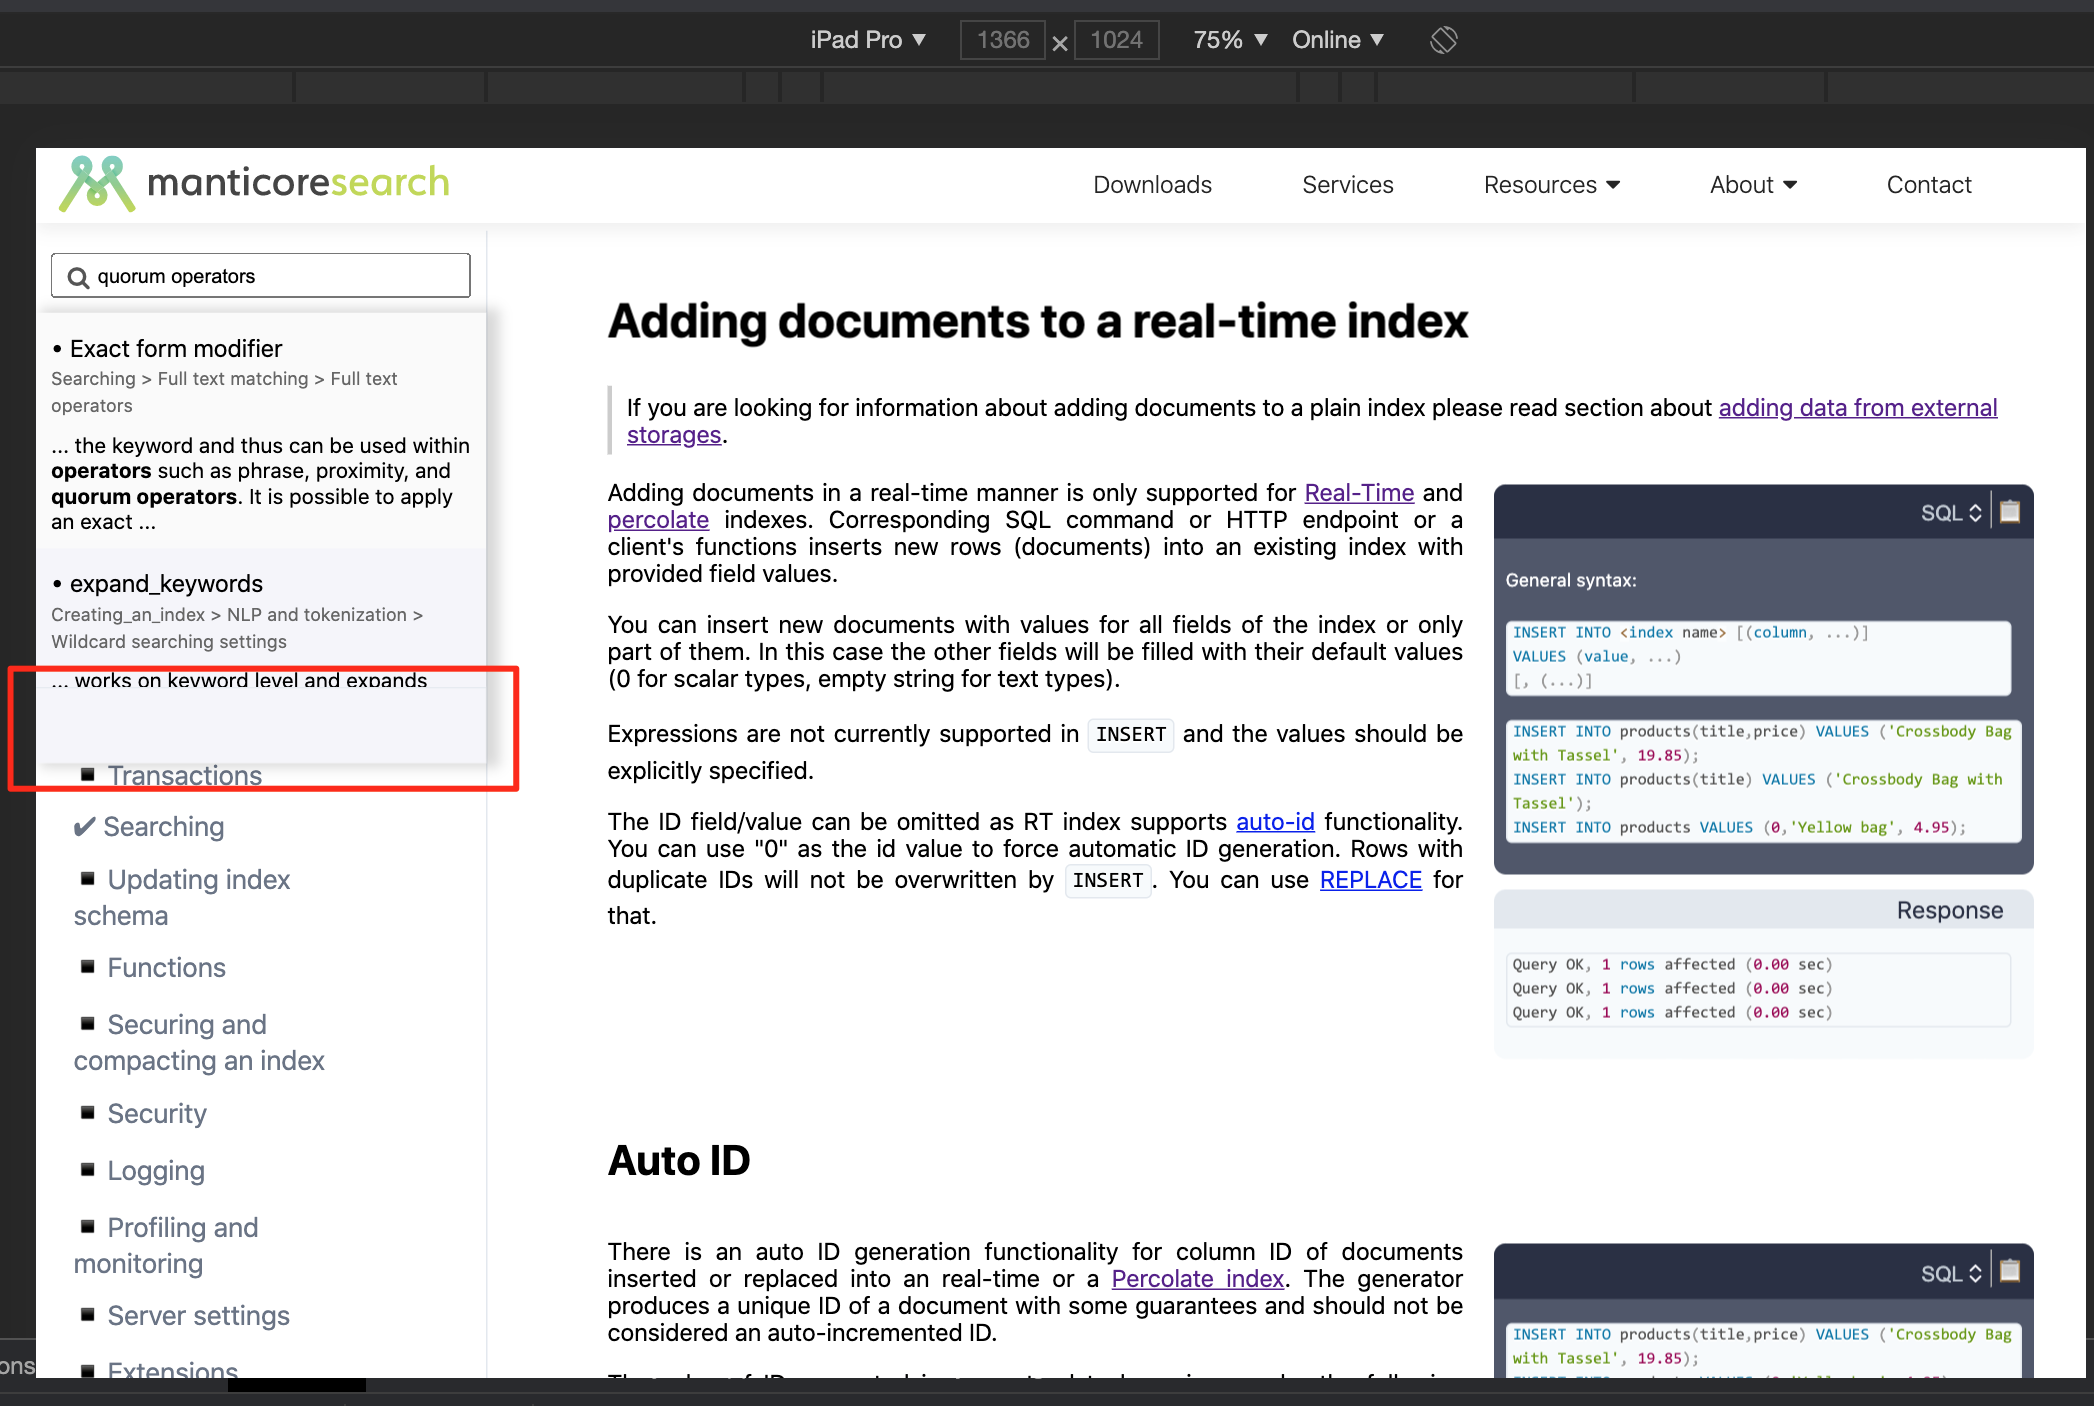 iPad Pro ▼ 1366 × 1024 75% ▼ Online ▼
manticoresearch
Downloads Services Resources About Contact
quorum operators
• Exact form modifier
Searching > Full text matching > Full text
operators
... the keyword and thus can be used within
operators such as phrase, proximity, and
quorum operators. It is possible to apply
an exact ...
• expand_keywords
Creating_an_index > NLP and tokenization >
Wildcard searching settings
... works on keyword level and expands
Transactions
✔ Searching
Updating index
schema
Functions
Securing and
compacting an index
Security
Logging
Profiling and
monitoring
Server settings
Extensions
ons
Adding documents to a real-time index
If you are looking for information about adding documents to a plain index please read section about adding data from external
storages.
Adding documents in a real-time manner is only supported for Real-Time and
percolate indexes. Corresponding SQL command or HTTP endpoint or a
client's functions inserts new rows (documents) into an existing index with
provided field values.
You can insert new documents with values for all fields of the index or only
part of them. In this case the other fields will be filled with their default values
(0 for scalar types, empty string for text types).
Expressions are not currently supported in INSERT and the values should be
explicitly specified.
The ID field/value can be omitted as RT index supports auto-id functionality.
You can use "0" as the id value to force automatic ID generation. Rows with
duplicate IDs will not be overwritten by INSERT. You can use REPLACE for
that.
SQL
General syntax:
INSERT INTO <index name> [(column, ...)]
VALUES (value, ...)
[, (...)]
INSERT INTO products(title,price) VALUES ('Crossbody Bag
with Tassel', 19.85);
INSERT INTO products(title) VALUES ('Crossbody Bag with
Tassel');
INSERT INTO products VALUES (0,'Yellow bag', 4.95);
Response
Query OK, 1 rows affected (0.00 sec)
Query OK, 1 rows affected (0.00 sec)
Query OK, 1 rows affected (0.00 sec)
Auto ID
There is an auto ID generation functionality for column ID of documents
inserted or replaced into an real-time or a Percolate index. The generator
produces a unique ID of a document with some guarantees and should not be
considered an auto-incremented ID.
SQL
INSERT INTO products(title,price) VALUES ('Crossbody Bag
with Tassel', 19.85);